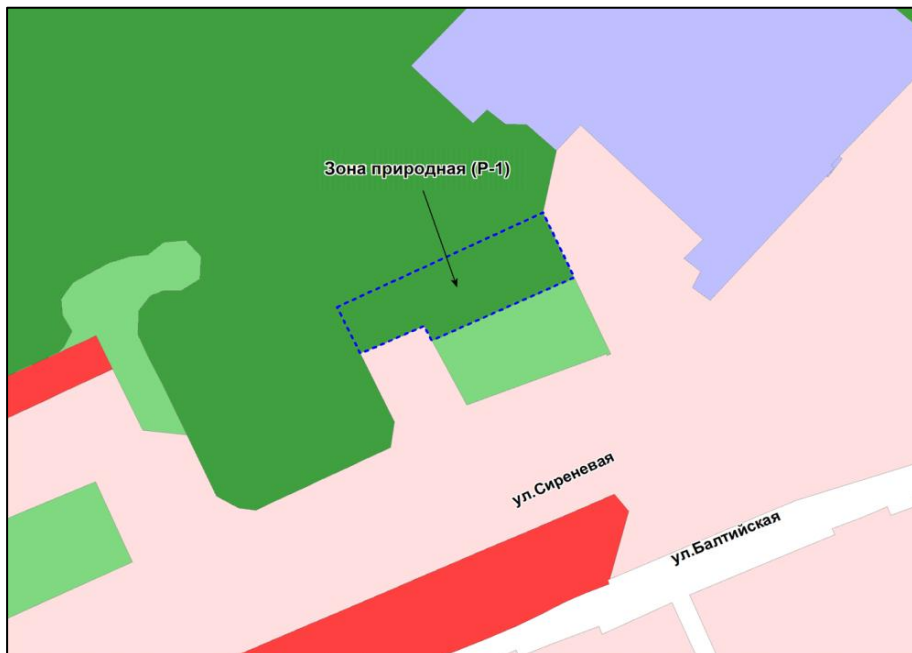 Зона природная (Р-1)
ул.Сиреневая
ул.Балтийская